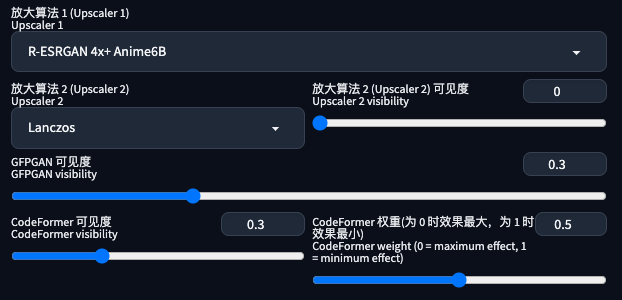 放大算法 1 (Upscaler 1)
Upscaler 1
R-ESRGAN 4x+ Anime6B
放大算法 2 (Upscaler 2)
Upscaler 2
Lanczos
放大算法 2 (Upscaler 2) 可见度
Upscaler 2 visibility
0
GFPGAN 可见度
GFPGAN visibility
0.3
CodeFormer 可见度
CodeFormer visibility
0.3
CodeFormer 权重(为 0 时效果最大，为 1 时
效果最小)
CodeFormer weight (0 = maximum effect, 1
= minimum effect)
0.5